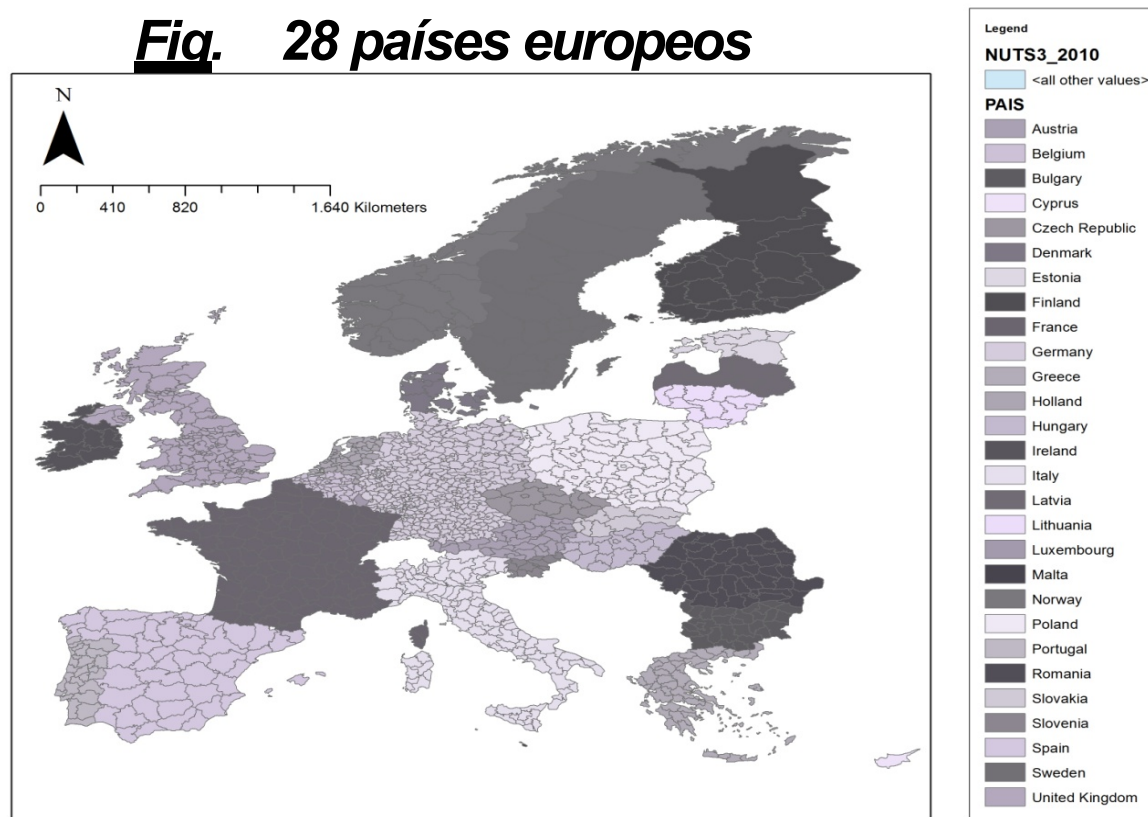 Fig. 28 países europeos
N
0 410 820 1.640 Kilometers
Legend
NUTS3_2010
<all other values>
PAIS
Austria
Belgium
Bulgary
Cyprus
Czech Republic
Denmark
Estonia
Finland
France
Germany
Greece
Holland
Hungary
Ireland
Italy
Latvia
Lithuania
Luxembourg
Malta
Norway
Poland
Portugal
Romania
Slovakia
Slovenia
Spain
Sweden
United Kingdom